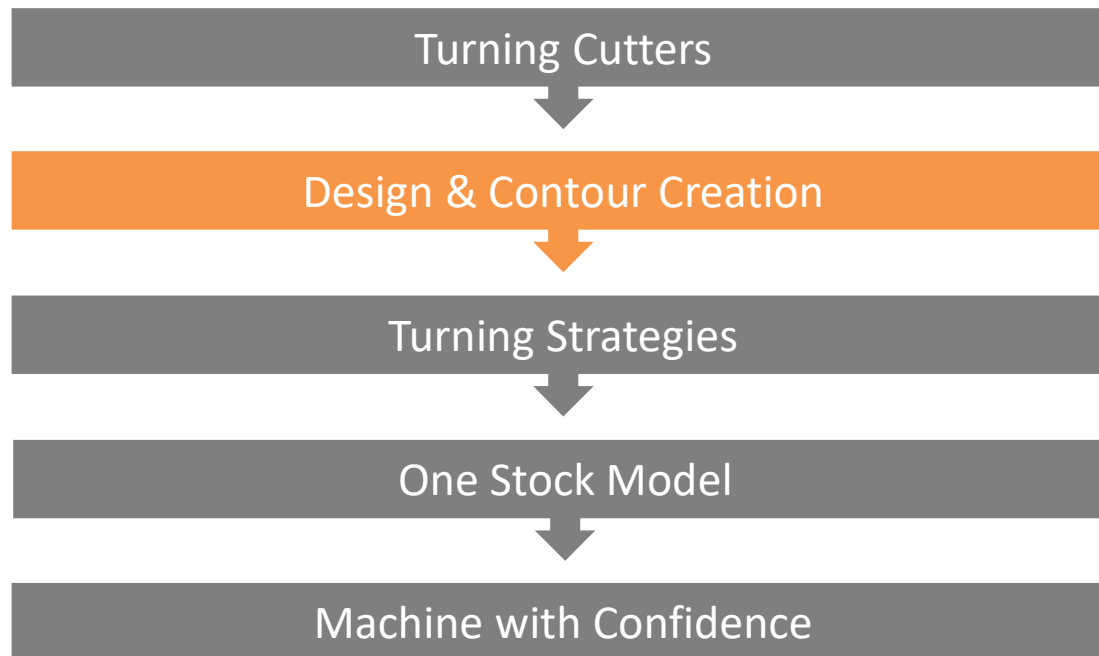 Turning Cutters
Design & Contour Creation
Turning Strategies
One Stock Model
Machine with Confidence